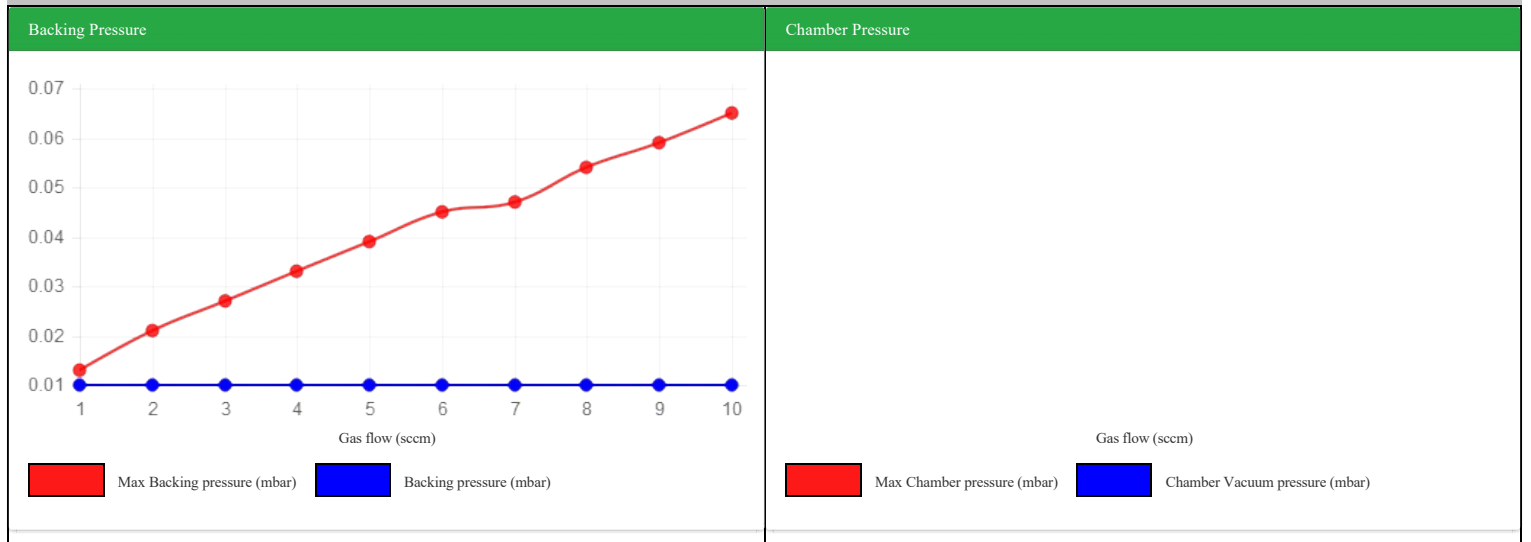 Backing Pressure
0.07
0.06
0.05
0.04
0.03
0.02
0.01
1 2 3 4 5 6 7 8 9 10
Gas flow (sccm)
Max Backing pressure (mbar) Backing pressure (mbar)
Chamber Pressure
Gas flow (sccm)
Max Chamber pressure (mbar) Chamber Vacuum pressure (mbar)